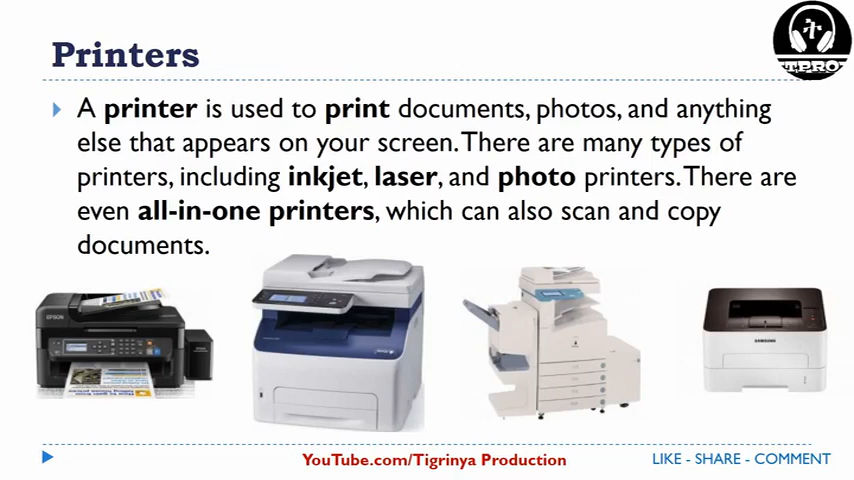 Printers
A printer is used to print documents, photos, and anything
else that appears on your screen. There are many types of
printers, including inkjet, laser, and photo printers. There are
even all-in-one printers, which can also scan and copy
documents.
EPSON
SAMSUNG
YouTube.com/Tigrinya Production
LIKE - SHARE - COMMENT